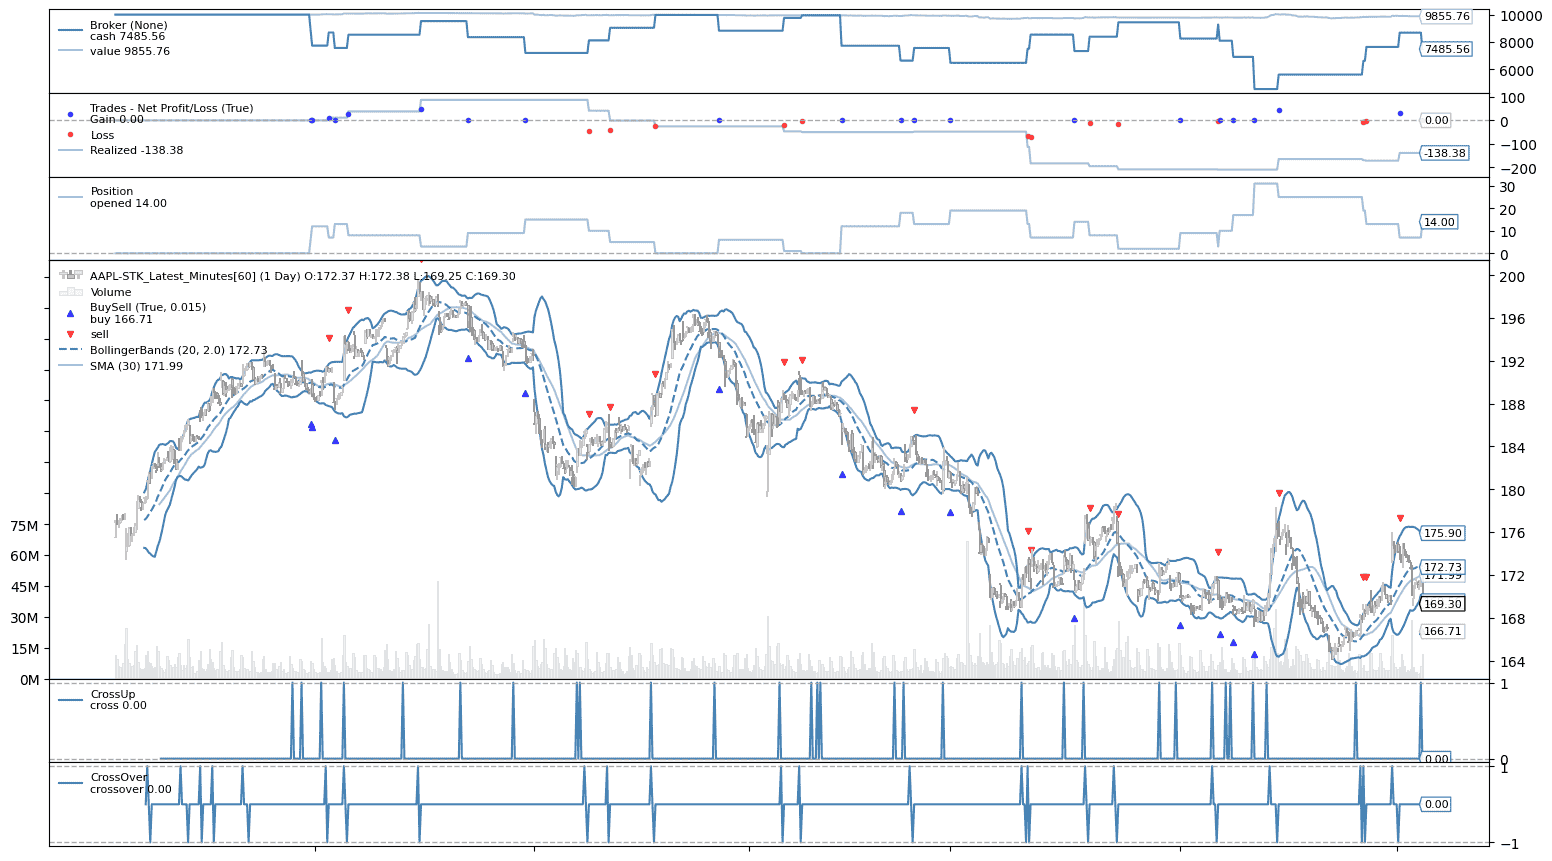 Broker (None)
cash 7485.56
value 9855.76
9855.76
7485.56
10000
8000
6000
Trades - Net Profit/Loss (True)
Gain 0.00
Loss
Realized -138.38
0.00
-138.38
100
0
−100
−200
Position
opened 14.00
14.00
30
20
10
0
AAPL-STK_Latest_Minutes[60] (1 Day) O:172.37 H:172.38 L:169.25 C:169.30
Volume
BuySell (True, 0.015)
buy 166.71
sell
BollingerBands (20, 2.0) 172.73
SMA (30) 171.99
75M
60M
45M
30M
15M
0M
200
196
192
188
184
180
176
172
168
164
175.90
172.73
171.99
169.30
166.71
CrossUp
cross 0.00
0.00
1
0
CrossOver
crossover 0.00
0.00
1
−1